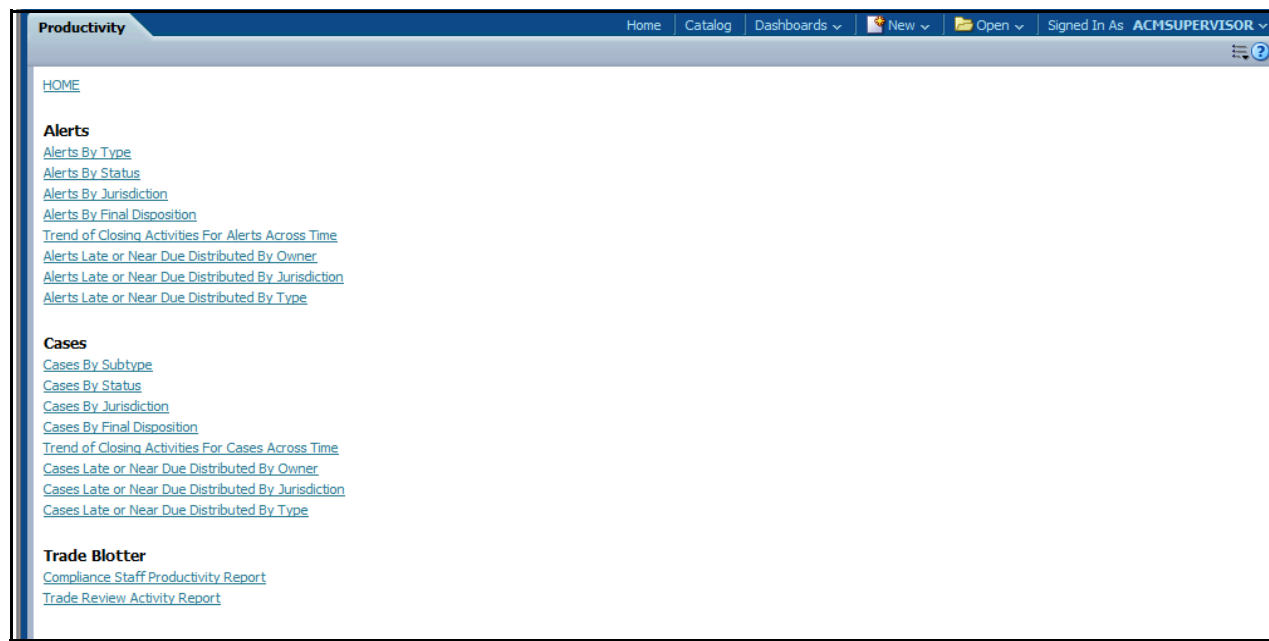 Productivity Home Catalog Dashboards New Open Signed In As ACMSUPERVISOR
HOME
Alerts
Alerts By Type
Alerts By Status
Alerts By Jurisdiction
Alerts By Final Disposition
Trend of Closing Activities For Alerts Across Time
Alerts Late or Near Due Distributed By Owner
Alerts Late or Near Due Distributed By Jurisdiction
Alerts Late or Near Due Distributed By Type
Cases
Cases By Subtype
Cases By Status
Cases By Jurisdiction
Cases By Final Disposition
Trend of Closing Activities For Cases Across Time
Cases Late or Near Due Distributed By Owner
Cases Late or Near Due Distributed By Jurisdiction
Cases Late or Near Due Distributed By Type
Trade Blotter
Compliance Staff Productivity Report
Trade Review Activity Report